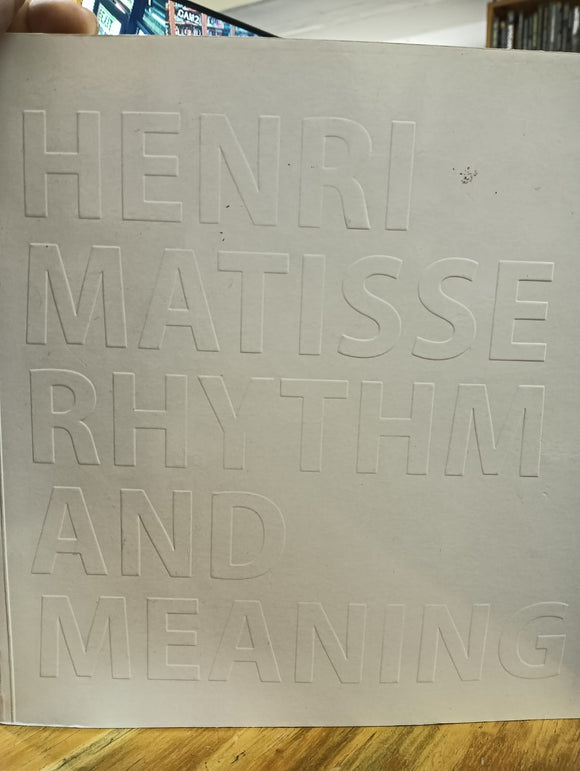 HENRI
MATISSE
RHYTHM
AND
MEANING